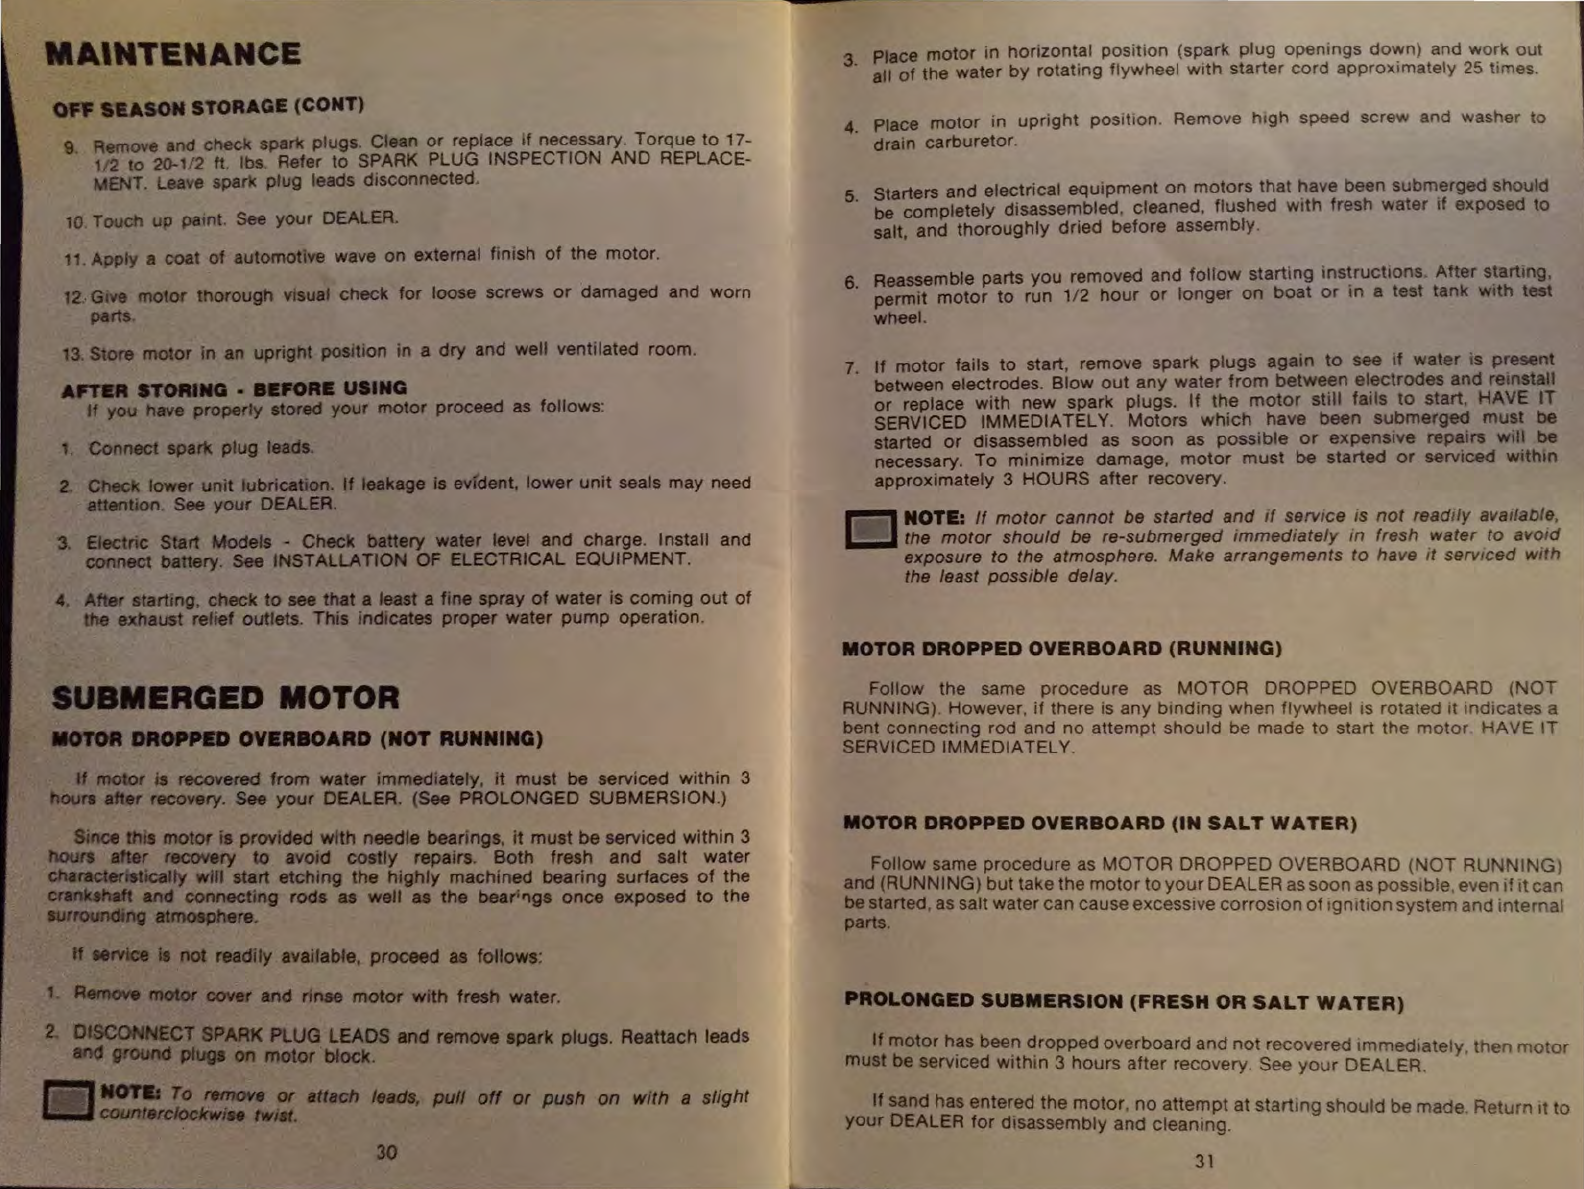 MAINTENANCE
OFF SEASON STORAGE (CONT)
9. Remove and check spark plugs. Clean or replace if necessary. Torque to 17-
1/2 to 20-1/2 ft. lbs. Refer to SPARK PLUG INSPECTION AND REPLACE-
MENT. Leave spark plug leads disconnected.
10. Touch up paint. See your DEALER.
11. Apply a coat of automotive wave on external finish of the motor.
12. Give motor thorough visual check for loose screws or damaged and worn
parts.
13. Store motor in an upright position in a dry and well ventilated room.
AFTER STORING - BEFORE USING
If you have properly stored your motor proceed as follows:
1. Connect spark plug leads.
2. Check lower unit lubrication. If leakage is evident, lower unit seals may need
attention. See your DEALER.
3. Electric Start Models - Check battery water level and charge. Install and
connect battery. See INSTALLATION OF ELECTRICAL EQUIPMENT.
4. After starting, check to see that a least a fine spray of water is coming out of
the exhaust relief outlets. This indicates proper water pump operation.
SUBMERGED MOTOR
MOTOR DROPPED OVERBOARD (NOT RUNNING)
If motor is recovered from water immediately, it must be serviced within 3
hours after recovery. See your DEALER. (See PROLONGED SUBMERSION.)
Since this motor is provided with needle bearings, it must be serviced within 3
hours after recovery to avoid costly repairs. Both fresh and salt water
characteristically will start etching the highly machined bearing surfaces of the
crankshaft and connecting rods as well as the bearings once exposed to the
surrounding atmosphere.
If service is not readily available, proceed as follows:
1. Remove motor cover and rinse motor with fresh water.
2. DISCONNECT SPARK PLUG LEADS and remove spark plugs. Reattach leads
and ground plugs on motor block.
NOTE: To remove or attach leads, pull off or push on with a slight
counterclockwise twist.
30
3. Place motor in horizontal position (spark plug openings down) and work out
all of the water by rotating flywheel with starter cord approximately 25 times.
4. Place motor in upright position. Remove high speed screw and washer to
drain carburetor.
5. Starters and electrical equipment on motors that have been submerged should
be completely disassembled, cleaned, flushed with fresh water if exposed to
salt, and thoroughly dried before assembly.
6. Reassemble parts you removed and follow starting instructions. After starting,
permit motor to run 1/2 hour or longer on boat or in a test tank with test
wheel.
7. If motor fails to start, remove spark plugs again to see if water is present
between electrodes. Blow out any water from between electrodes and reinstall
or replace with new spark plugs. If the motor still fails to start, HAVE IT
SERVICED IMMEDIATELY. Motors which have been submerged must be
started or disassembled as soon as possible or expensive repairs will be
necessary. To minimize damage, motor must be started or serviced within
approximately 3 HOURS after recovery.
NOTE: If motor cannot be started and if service is not readily available,
the motor should be re-submerged immediately in fresh water to avoid
exposure to the atmosphere. Make arrangements to have it serviced with
the least possible delay.
MOTOR DROPPED OVERBOARD (RUNNING)
Follow the same procedure as MOTOR DROPPED OVERBOARD (NOT
RUNNING). However, if there is any binding when flywheel is rotated it indicates a
bent connecting rod and no attempt should be made to start the motor. HAVE IT
SERVICED IMMEDIATELY.
MOTOR DROPPED OVERBOARD (IN SALT WATER)
Follow same procedure as MOTOR DROPPED OVERBOARD (NOT RUNNING)
and (RUNNING) but take the motor to your DEALER as soon as possible, even if it can
be started, as salt water can cause excessive corrosion of ignition system and internal
parts.
PROLONGED SUBMERSION (FRESH OR SALT WATER)
If motor has been dropped overboard and not recovered immediately, then motor
must be serviced within 3 hours after recovery. See your DEALER.
If sand has entered the motor, no attempt at starting should be made. Return it to
your DEALER for disassembly and cleaning.
31